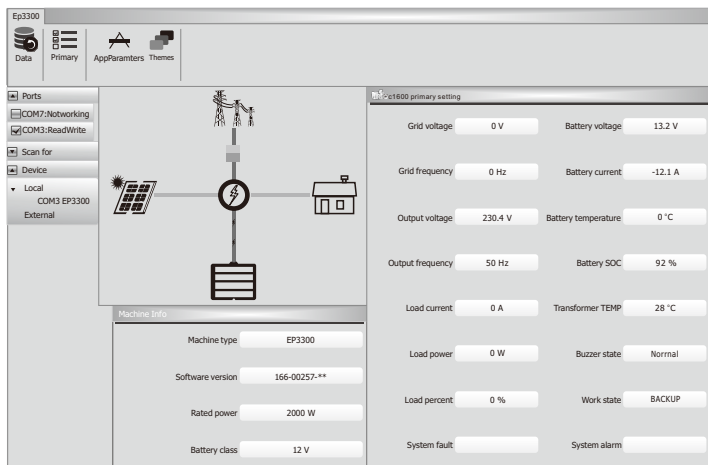 Ep3300
Data
Primary
AppParamters
Themes
Ports
COM7:Notworking
COM3:ReadWrite
Scan for
Device
Local
COM3 EP3300
External
Machine Info
Machine type EP3300
Software version 166-00257-**
Rated power 2000 W
Battery class 12 V
c1600 primary setting
Grid voltage 0 V Battery voltage 13.2 V
Grid frequency 0 Hz Battery current -12.1 A
Output voltage 230.4 V Battery temperature 0 °C
Output frequency 50 Hz Battery SOC 92 %
Load current 0 A Transformer TEMP 28 °C
Load power 0 W Buzzer state Norrnal
Load percent 0 % Work state BACKUP
System fault System alarm